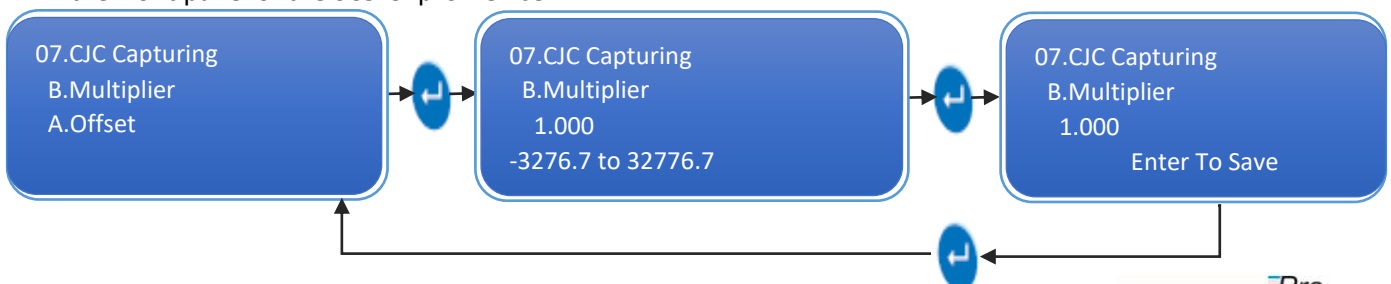 07.CJC Capturing
B.Multiplier
A.Offset
07.CJC Capturing
B.Multiplier
1.000
-3276.7 to 32776.7
07.CJC Capturing
B.Multiplier
1.000
Enter To Save